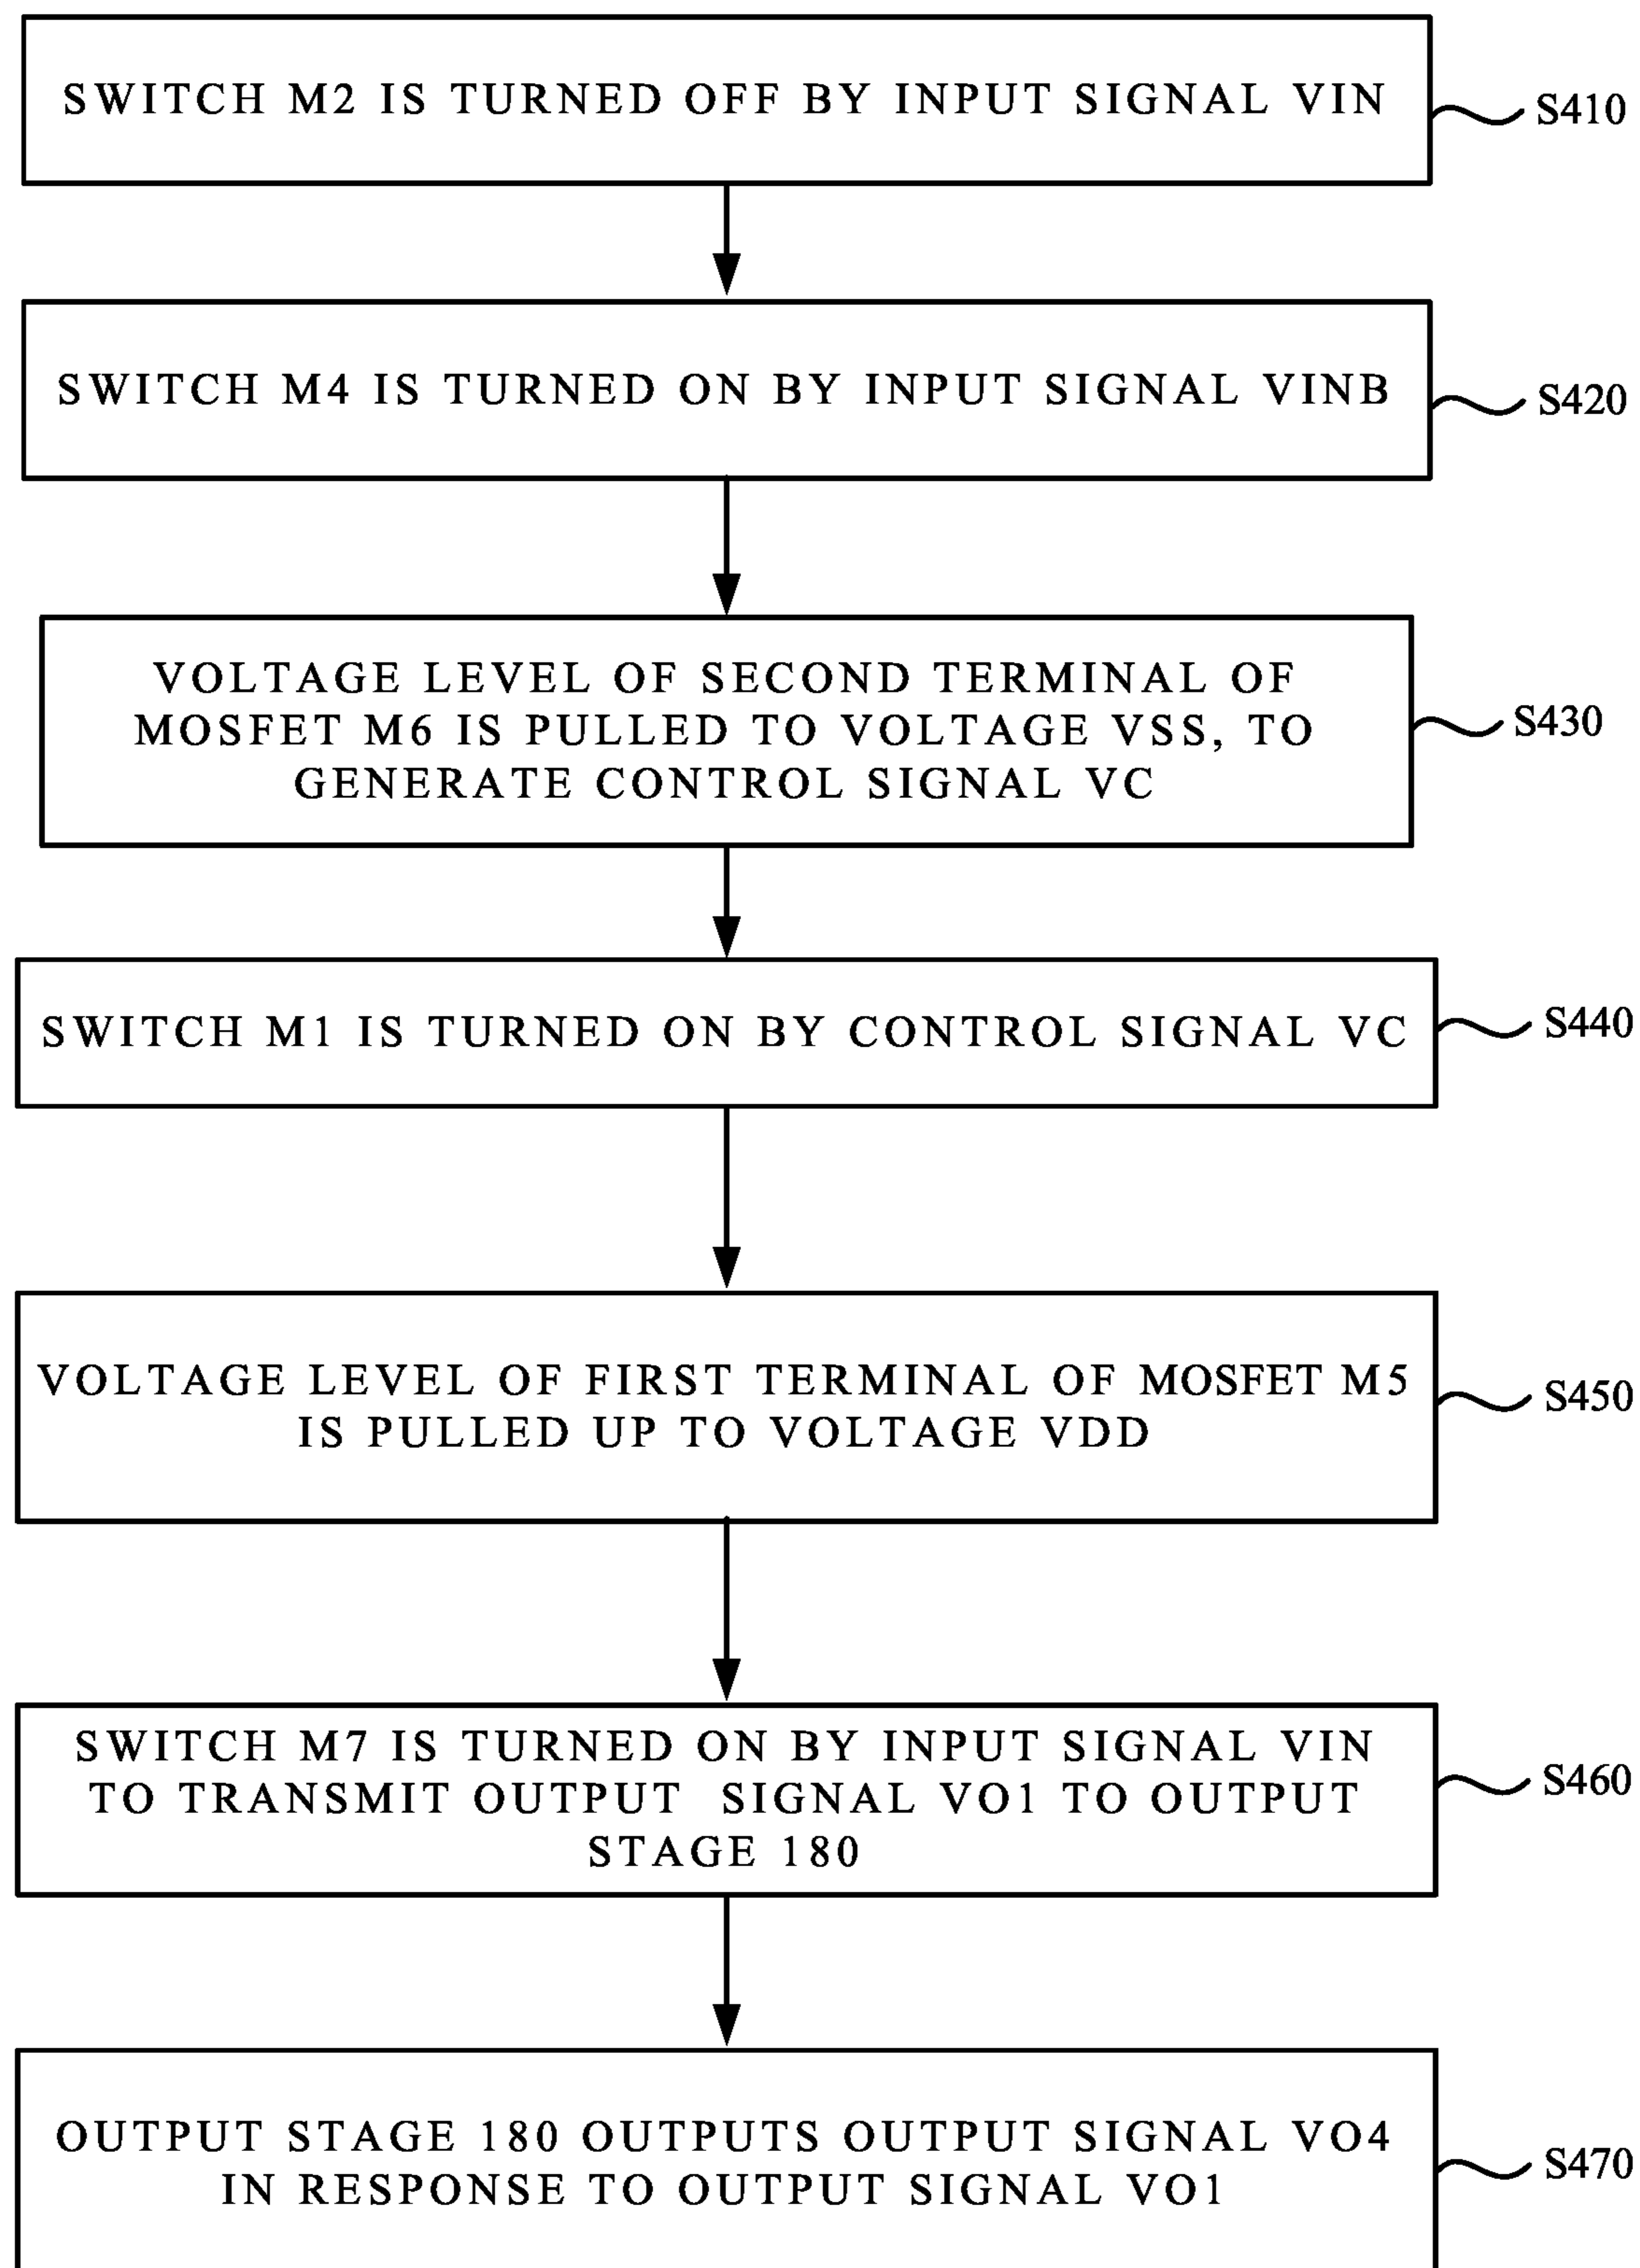 SWITCH M2 IS TURNED OFF BY INPUT SIGNAL VIN
S410
SWITCH M4 IS TURNED ON BY INPUT SIGNAL VINB
S420
VOLTAGE LEVEL OF SECOND TERMINAL OF
MOSFET M6 IS PULLED TO VOLTAGE VSS, TO
GENERATE CONTROL SIGNAL VC
S430
SWITCH M1 IS TURNED ON BY CONTROL SIGNAL VC
S440
VOLTAGE LEVEL OF FIRST TERMINAL OF MOSFET M5
IS PULLED UP TO VOLTAGE VDD
S450
SWITCH M7 IS TURNED ON BY INPUT SIGNAL VIN
TO TRANSMIT OUTPUT SIGNAL VO1 TO OUTPUT
STAGE 180
S460
OUTPUT STAGE 180 OUTPUTS OUTPUT SIGNAL VO4
IN RESPONSE TO OUTPUT SIGNAL VO1
S470